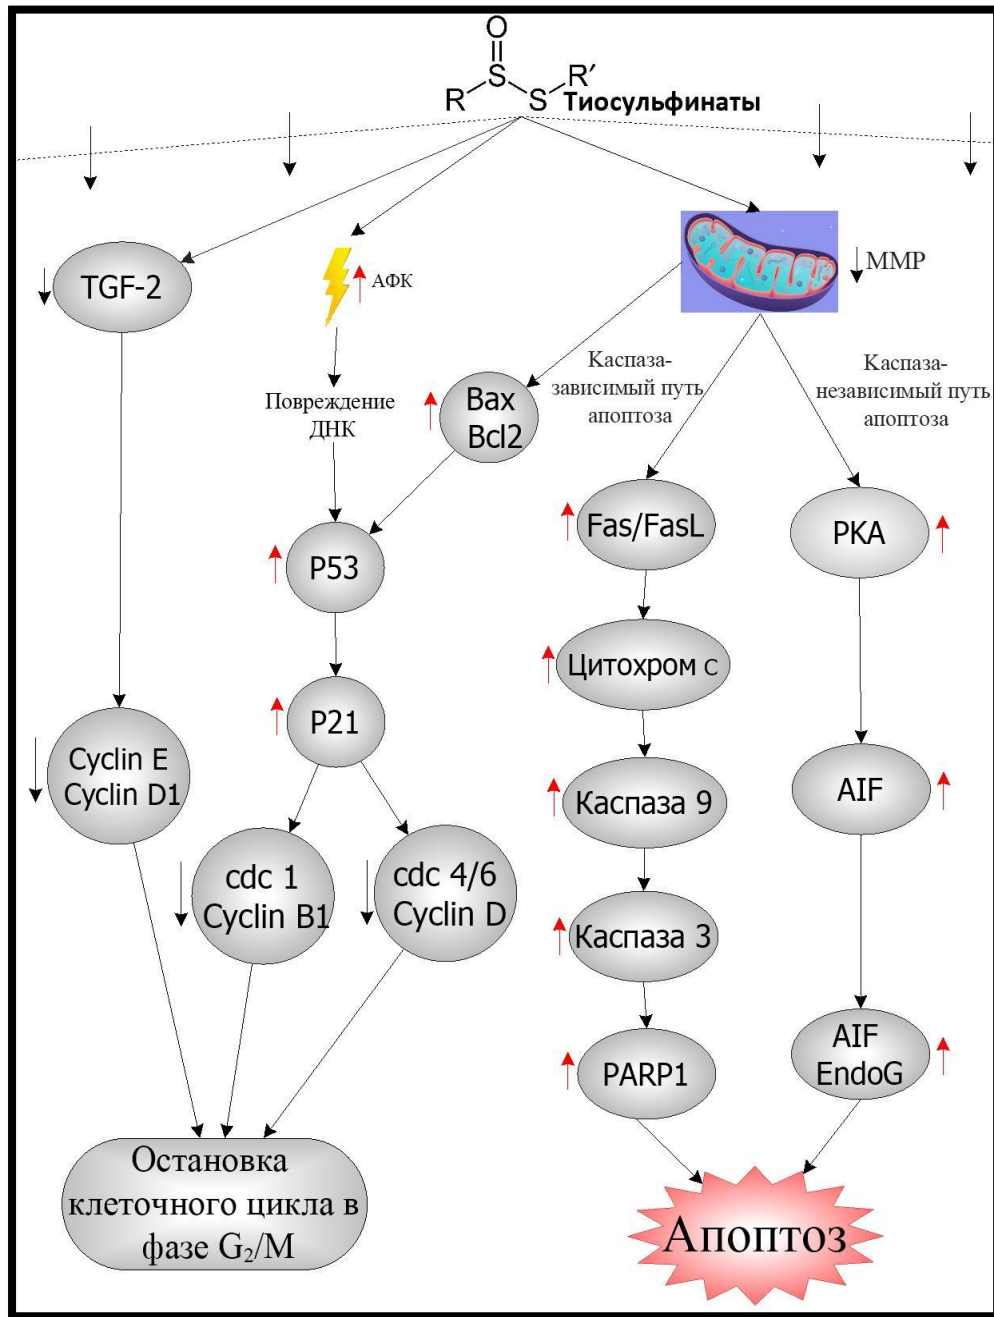 O
S
R
S
R′
Тиосульфинаты
TGF-2
АФК
MMP
Повреждение
ДНК
Bax
Bcl2
Каспаза-
зависимый путь
апоптоза
Каспаза-
независимый путь
апоптоза
P53
Fas/FasL
PKA
Цитохром с
P21
Cyclin E
Cyclin D1
Каспаза 9
AIF
cdc 1
Cyclin B1
cdc 4/6
Cyclin D
Каспаза 3
PARP1
AIF
EndoG
Остановка
клеточного цикла в
фазе G₂/M
Апоптоз